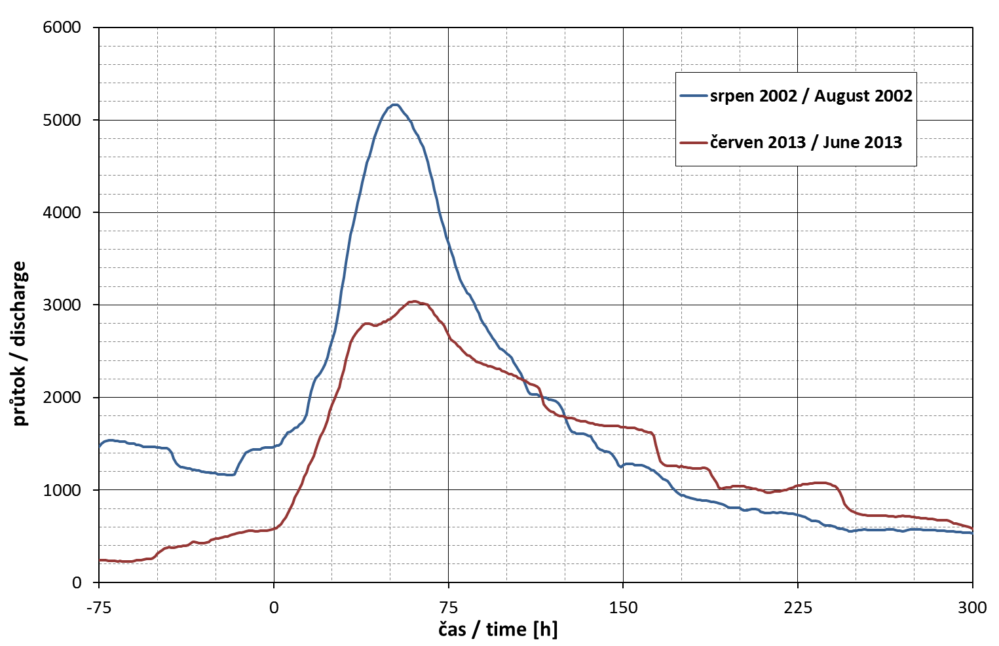 6000
5000
4000
3000
2000
1000
0
průtok / discharge
srpen 2002 / August 2002
červen 2013 / June 2013
-75 0 75 150 225 300
čas / time [h]